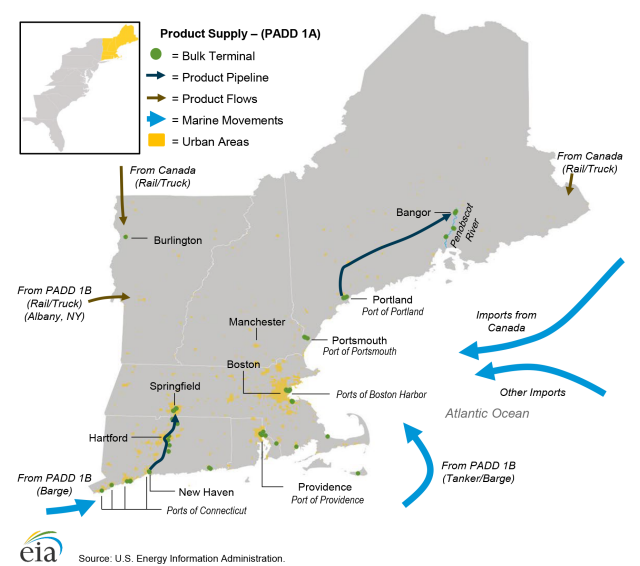 Product Supply – (PADD 1A)
= Bulk Terminal
= Product Pipeline
= Product Flows
= Marine Movements
= Urban Areas
From Canada
(Rail/Truck)
From Canada
(Rail/Truck)
Bangor
Penobscot
River
Burlington
From PADD 1B
(Rail/Truck)
(Albany, NY)
Portland
Port of Portland
Manchester
Imports from
Canada
Portsmouth
Port of Portsmouth
Boston
Springfield
Ports of Boston Harbor
Other Imports
Atlantic Ocean
Hartford
From PADD 1B
(Barge)
From PADD 1B
(Tanker/Barge)
New Haven
Providence
Port of Providence
Ports of Connecticut
eia
Source: U.S. Energy Information Administration.